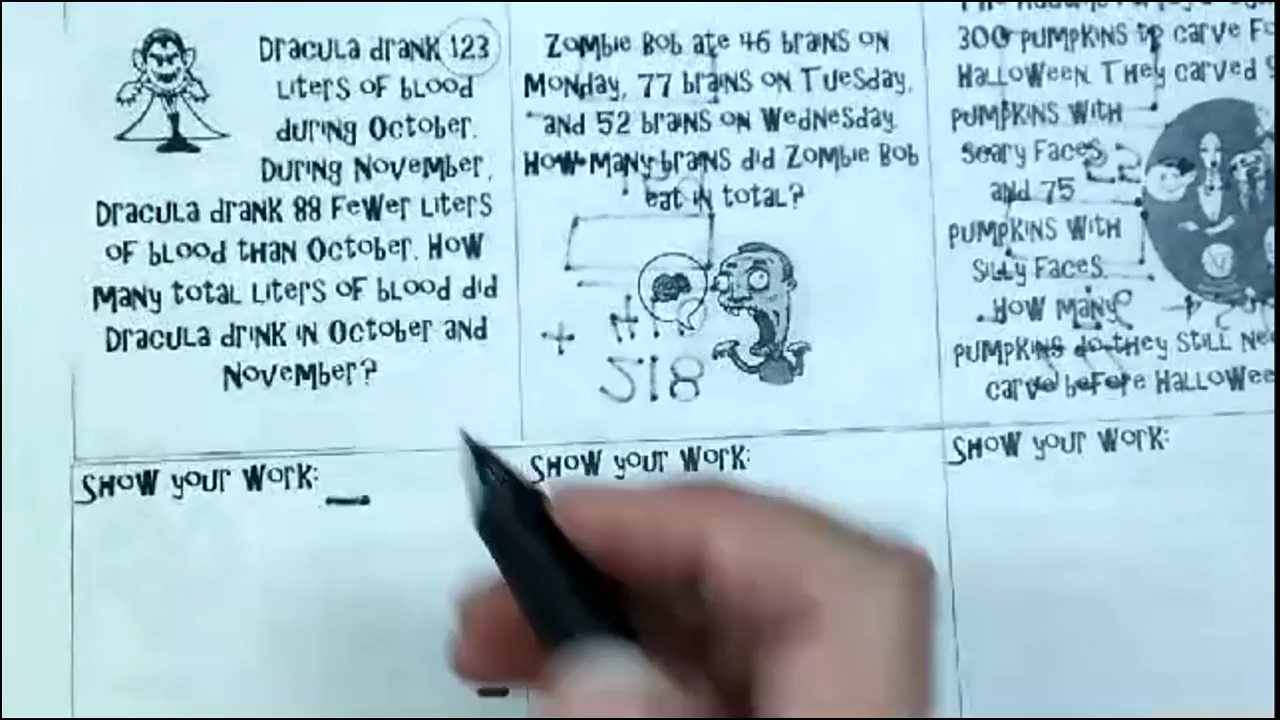 Dracula drank 123
liters of blood
during October.
During November,
Dracula drank 88 fewer liters
of blood than October. How
many total liters of blood did
Dracula drink in October and
November?
Show your work:
Zombie Bob ate 46 brains on
Monday, 77 brains on Tuesday,
and 52 brains on Wednesday.
How many brains did Zombie Bob
eat in total?
+
218
Show your work:
300 pumpkins to carve
Halloween. They carved
pumpkins with
scary faces
and 75
pumpkins with
silly faces.
How many
pumpkins do they still
carve before
Show your work: